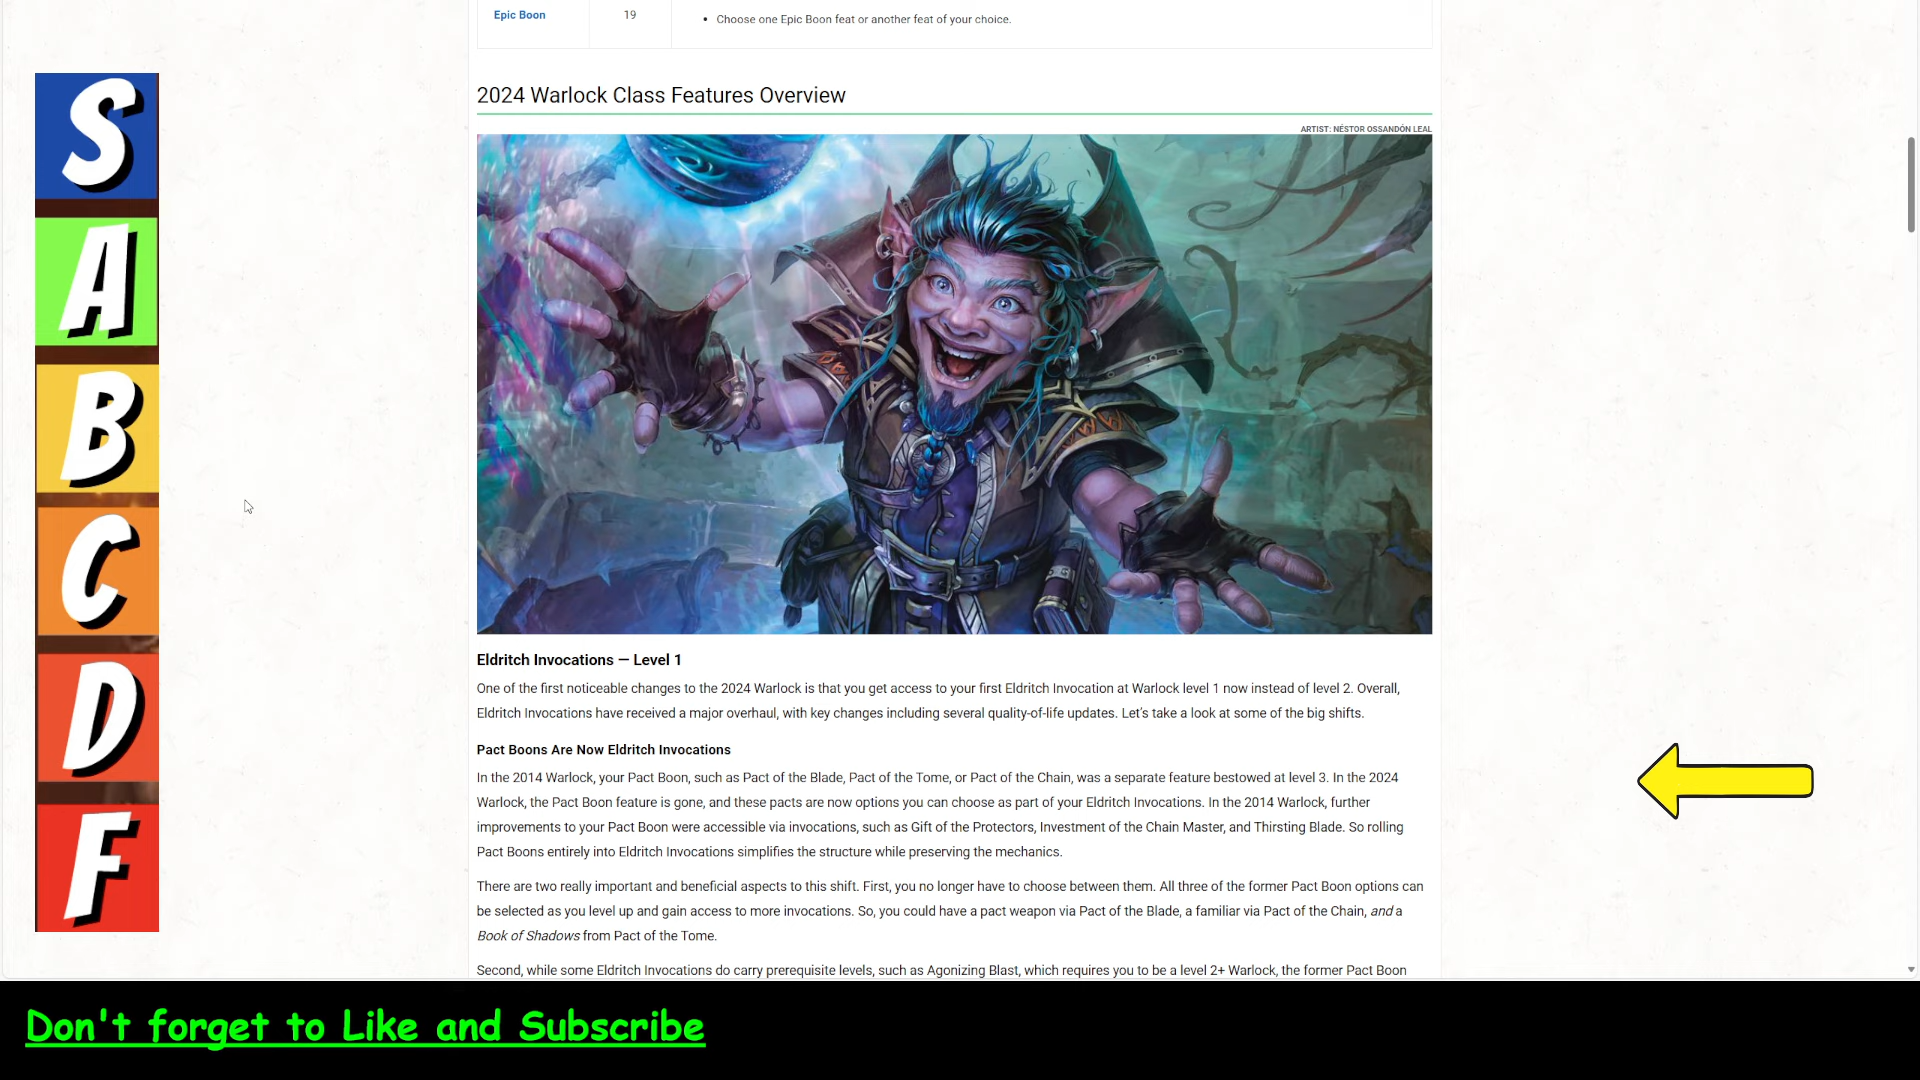 Epic Boon
19
• Choose one Epic Boon feat or another feat of your choice.
2024 Warlock Class Features Overview
ARTIST: NÉSTOR OSSANDÓN LEAL
S
A
B
C
D
F
Eldritch Invocations — Level 1
One of the first noticeable changes to the 2024 Warlock is that you get access to your first Eldritch Invocation at Warlock level 1 now instead of level 2. Overall,
Eldritch Invocations have received a major overhaul, with key changes including several quality-of-life updates. Let's take a look at some of the big shifts.
Pact Boons Are Now Eldritch Invocations
In the 2014 Warlock, your Pact Boon, such as Pact of the Blade, Pact of the Tome, or Pact of the Chain, was a separate feature bestowed at level 3. In the 2024
Warlock, the Pact Boon feature is gone, and these pacts are now options you can choose as part of your Eldritch Invocations. In the 2014 Warlock, further
improvements to your Pact Boon were accessible via invocations, such as Gift of the Protectors, Investment of the Chain Master, and Thirsting Blade. So rolling
Pact Boons entirely into Eldritch Invocations simplifies the structure while preserving the mechanics.
There are two really important and beneficial aspects to this shift. First, you no longer have to choose between them. All three of the former Pact Boon options can
be selected as you level up and gain access to more invocations. So, you could have a pact weapon via Pact of the Blade, a familiar via Pact of the Chain, and a
Book of Shadows from Pact of the Tome.
Second, while some Eldritch Invocations do carry prerequisite levels, such as Agonizing Blast, which requires you to be a level 2+ Warlock, the former Pact Boon
Don't forget to Like and Subscribe